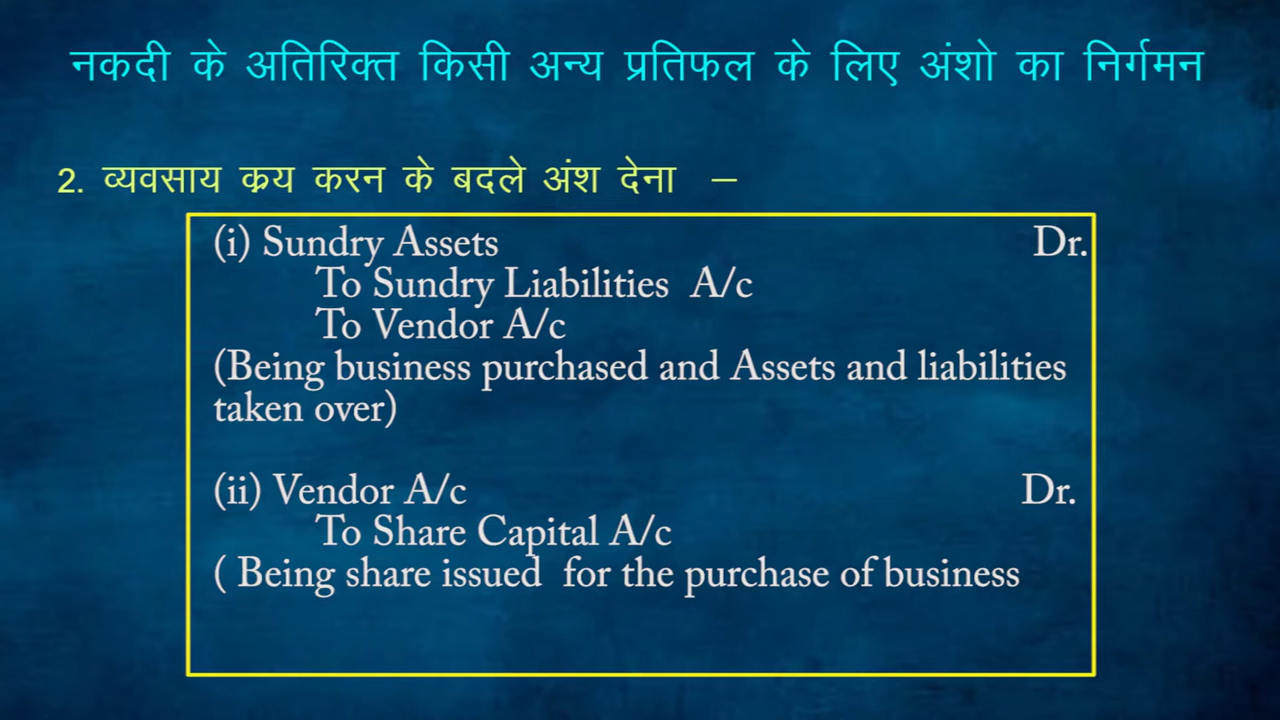 नकदी के अतिरिक्त किसी अन्य प्रतिफल के लिए अंशो का निर्गमन
2. व्यवसाय क्रय करन के बदले अंश देना –
(i) Sundry Assets Dr.
To Sundry Liabilities A/c
To Vendor A/c
(Being business purchased and Assets and liabilities
taken over)
(ii) Vendor A/c Dr.
To Share Capital A/c
( Being share issued for the purchase of business